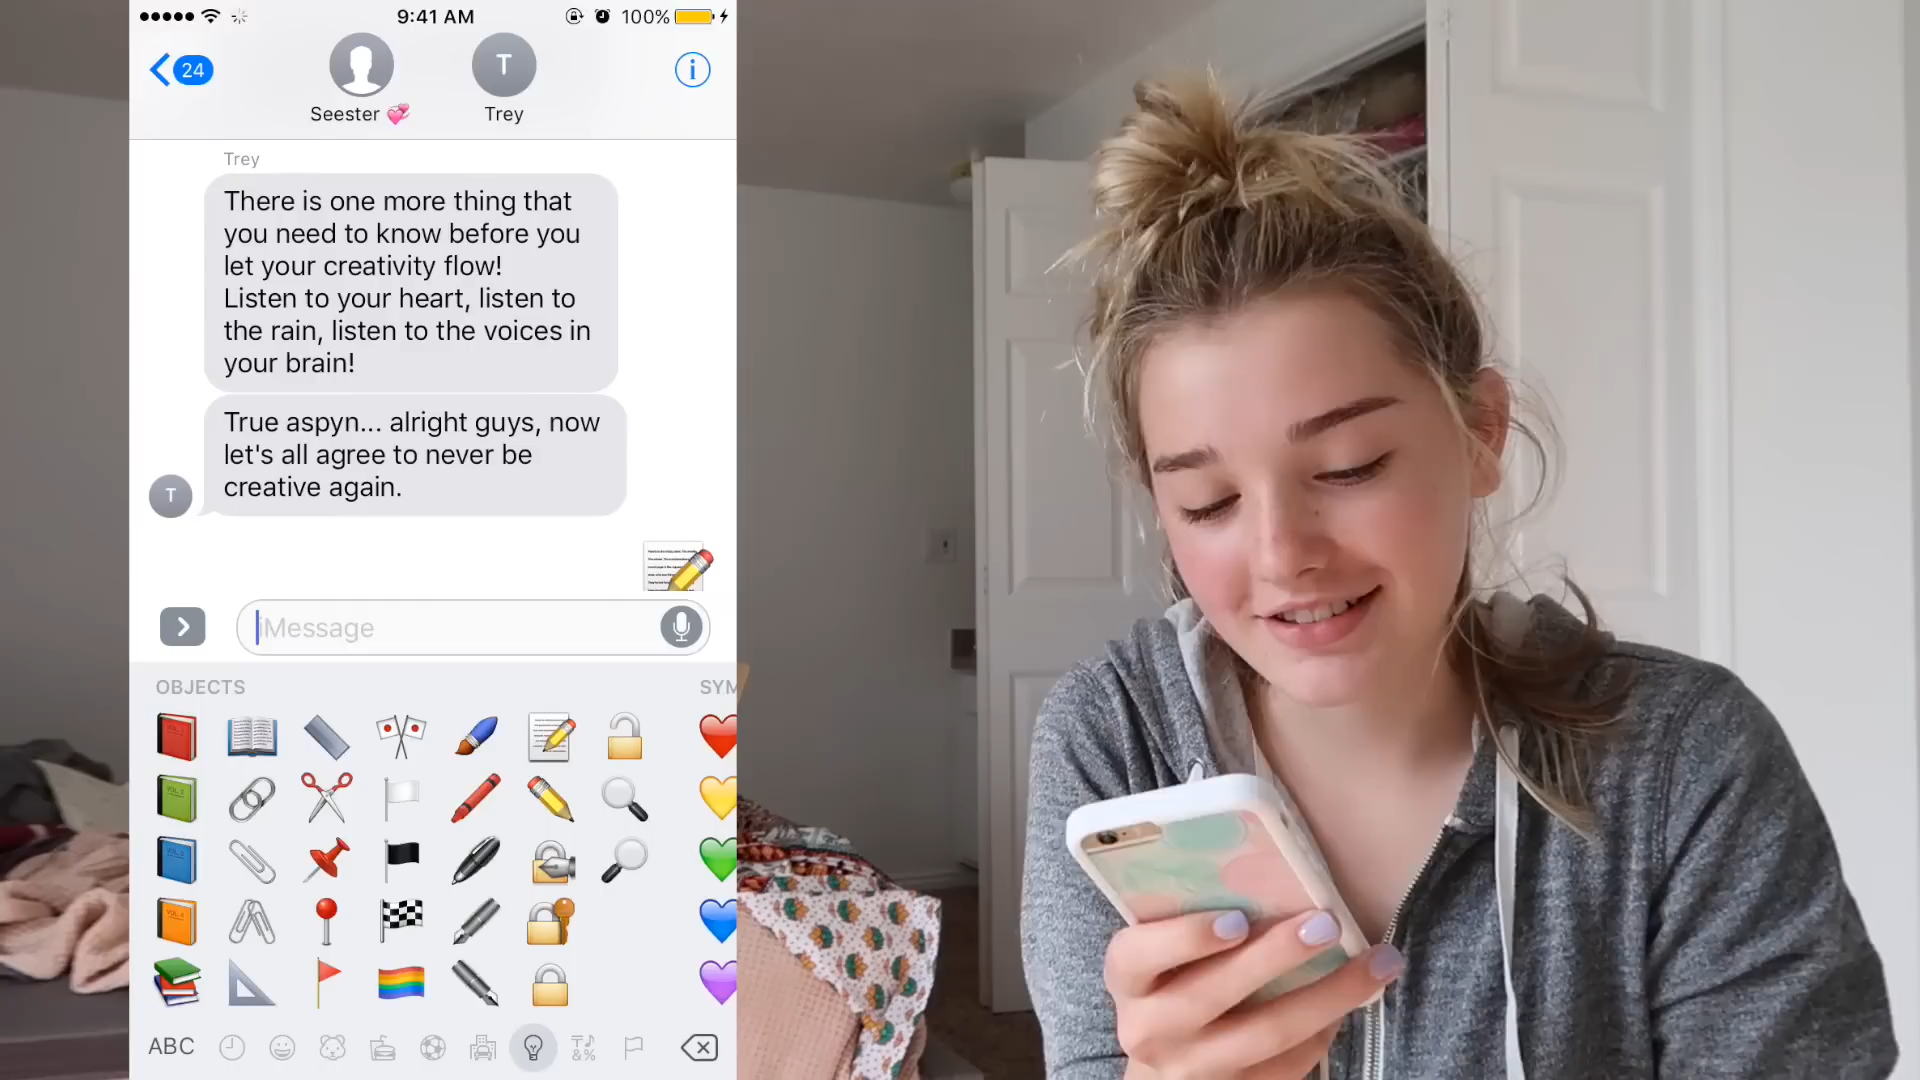 9:41 AM
100%
24
T
Seester
Trey
Trey
There is one more thing that
you need to know before you
let your creativity flow!
Listen to your heart, listen to
the rain, listen to the voices in
your brain!
True aspyn... alright guys, now
let's all agree to never be
creative again.
T
iMessage
OBJECTS
SYM
ABC